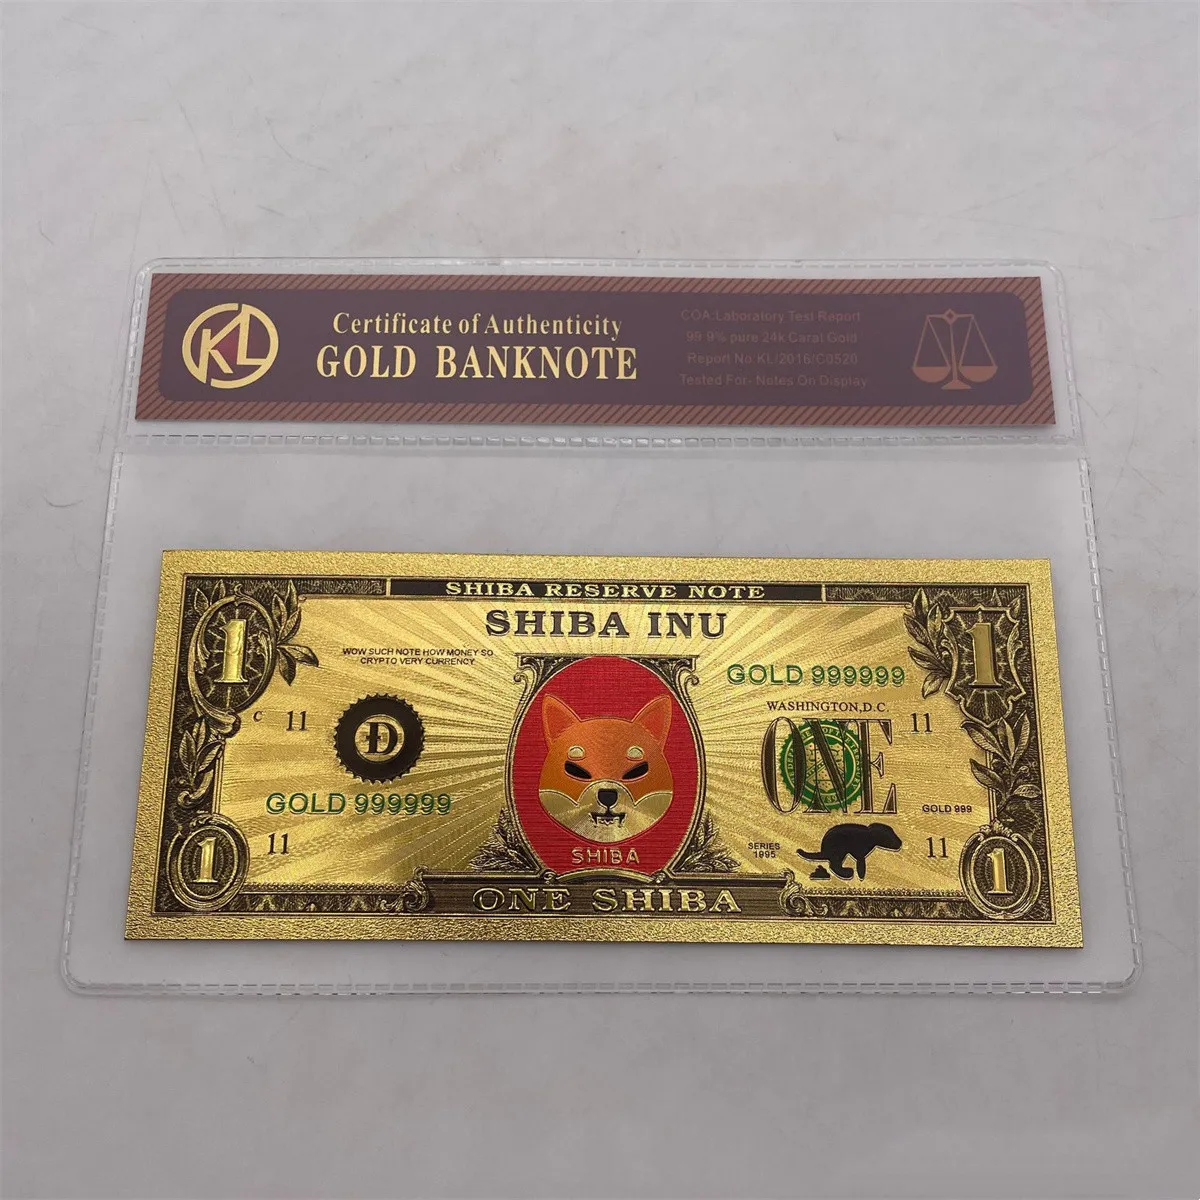 KL
Certificate of Authenticity
GOLD BANKNOTE
COA:Laboratory Test Report
99.9% pure 24k Carat Gold
Report No:KL/2016/C0520
Tested For- Notes On Display
SHIBA RESERVE NOTE
SHIBA INU
1
1
WOW SUCH NOTE HOW MONEY SO
CRYPTO VERY CURRENCY
GOLD 999999
WASHINGTON,D.C.
C 11
Ð
ONE
11
GOLD 999999
GOLD 999
11
SERIES
1995
11
SHIBA
1
1
ONE SHIBA